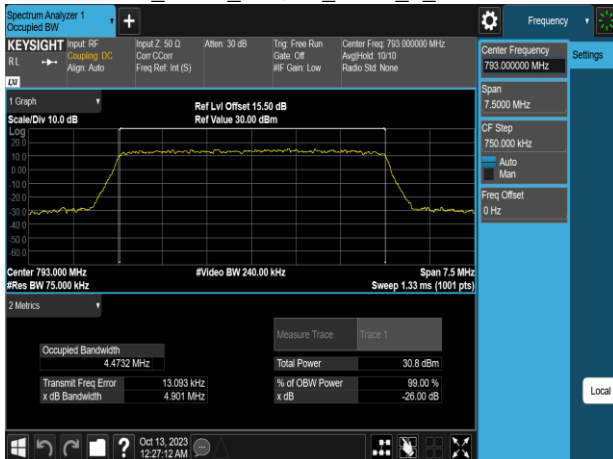 Spectrum Analyzer 1
Occupied BW
Frequency
KEYSIGHT
Input: RF
Coupling: DC
Align: Auto
Input Z: 50 Ω
Corr CCorr
Freq Ref: Int (S)
Atten: 30 dB
Trig: Free Run
Gate: Off
#IF Gain: Low
Center Freq: 793.000000 MHz
Avg|Hold: 10/10
Radio Std: None
R L
LXI
Center Frequency
793.000000 MHz
Settings
Span
7.5000 MHz
CF Step
750.000 kHz
Auto
Man
Freq Offset
0 Hz
1 Graph
Scale/Div 10.0 dB
Ref Lvl Offset 15.50 dB
Ref Value 30.00 dBm
Log
20.0
10.0
0.00
-10.0
-20.0
-30.0
-40.0
-50.0
-60.0
Center 793.000 MHz
#Video BW 240.00 kHz
Span 7.5 MHz
#Res BW 75.000 kHz
Sweep 1.33 ms (1001 pts)
2 Metrics
Measure Trace
Trace 1
Occupied Bandwidth
4.4732 MHz
Total Power
30.8 dBm
Transmit Freq Error
13.093 kHz
% of OBW Power
99.00 %
x dB Bandwidth
4.901 MHz
x dB
-26.00 dB
Local
?
Oct 13, 2023
12:27:12 AM